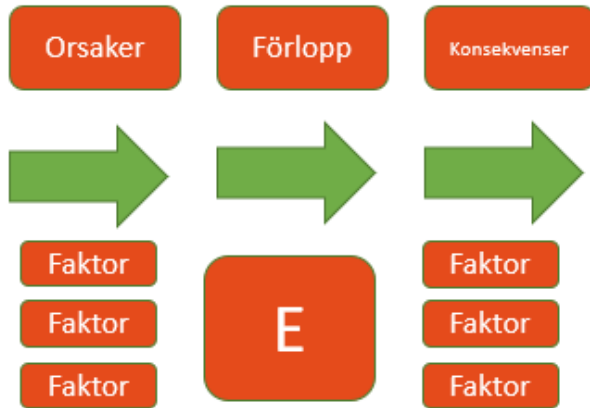 Orsaker
Förlopp
Konsekvenser
Faktor
Faktor
Faktor
E
Faktor
Faktor
Faktor